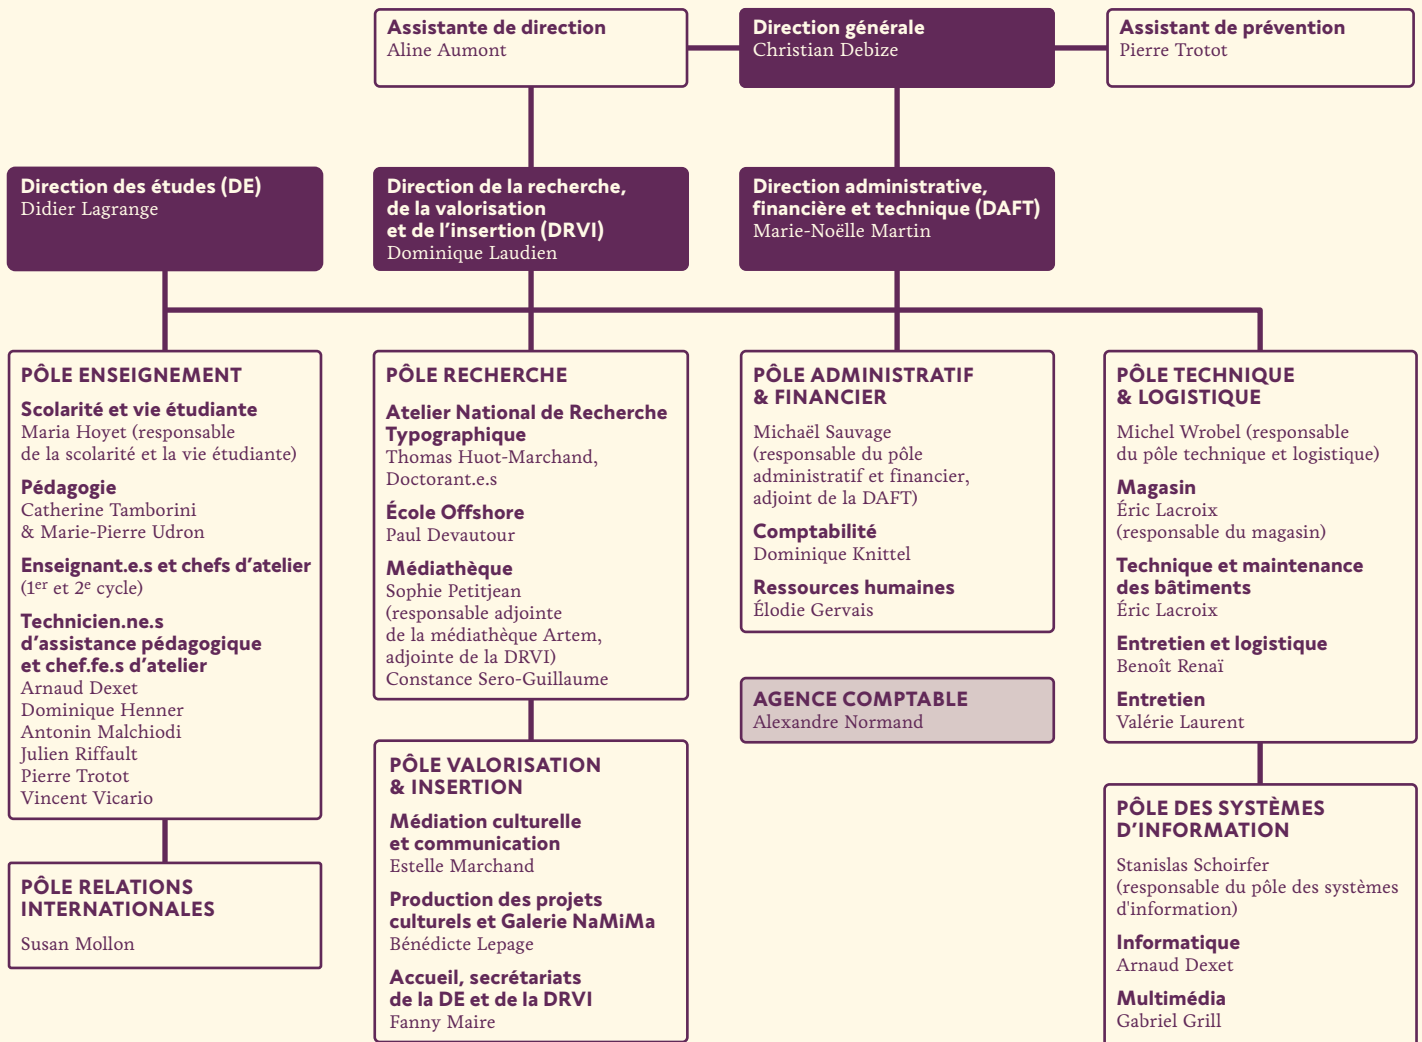 Assistante de direction
Aline Aumont
Direction générale
Christian Debize
Assistant de prévention
Pierre Trotot
Direction des études (DE)
Didier Lagrange
Direction de la recherche,
de la valorisation
et de l'insertion (DRVI)
Dominique Laudien
Direction administrative,
financière et technique (DAFT)
Marie-Noëlle Martin
PÔLE ENSEIGNEMENT
Scolarité et vie étudiante
Maria Hoyet (responsable
de la scolarité et la vie étudiante)
Pédagogie
Catherine Tamborini
& Marie-Pierre Udron
Enseignant.e.s et chefs d'atelier
(1er et 2e cycle)
Technicien.ne.s
d'assistance pédagogique
et chef.fe.s d'atelier
Arnaud Dexet
Dominique Henner
Antonin Malchiodi
Julien Riffault
Pierre Trotot
Vincent Vicario
PÔLE RELATIONS
INTERNATIONALES
Susan Mollon
PÔLE RECHERCHE
Atelier National de Recherche
Typographique
Thomas Huot-Marchand,
Doctorant.e.s
École Offshore
Paul Devautour
Médiathèque
Sophie Petitjean
(responsable adjointe
de la médiathèque Artem,
adjointe de la DRVI)
Constance Sero-Guillaume
PÔLE VALORISATION
& INSERTION
Médiation culturelle
et communication
Estelle Marchand
Production des projets
culturels et Galerie NaMiMa
Bénédicte Lepage
Accueil, secrétariats
de la DE et de la DRVI
Fanny Maire
PÔLE ADMINISTRATIF
& FINANCIER
Michaël Sauvage
(responsable du pôle
administratif et financier,
adjoint de la DAFT)
Comptabilité
Dominique Knittel
Ressources humaines
Élodie Gervais
AGENCE COMPTABLE
Alexandre Normand
PÔLE TECHNIQUE
& LOGISTIQUE
Michel Wrobel (responsable
du pôle technique et logistique)
Magasin
Éric Lacroix
(responsable du magasin)
Technique et maintenance
des bâtiments
Éric Lacroix
Entretien et logistique
Benoît Renaï
Entretien
Valérie Laurent
PÔLE DES SYSTÈMES
D'INFORMATION
Stanislas Schoirfer
(responsable du pôle des systèmes
d'information)
Informatique
Arnaud Dexet
Multimédia
Gabriel Grill